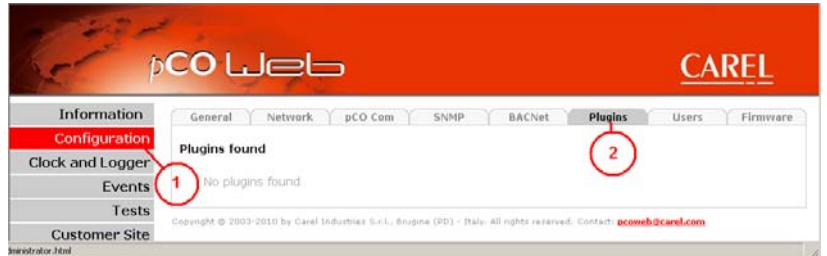 pCO Web
CAREL
Information
Configuration
Clock and Logger
Events
Tests
Customer Site
General Network pCO Com SNMP BACNet Plugins Users Firmware
Plugins found
No plugins found
1
2
Copyright © 2003-2010 by Carel Industries S.r.l., Brugine (PD) - Italy. All rights reserved. Contact: pcoweb@carel.com
dministrator.html